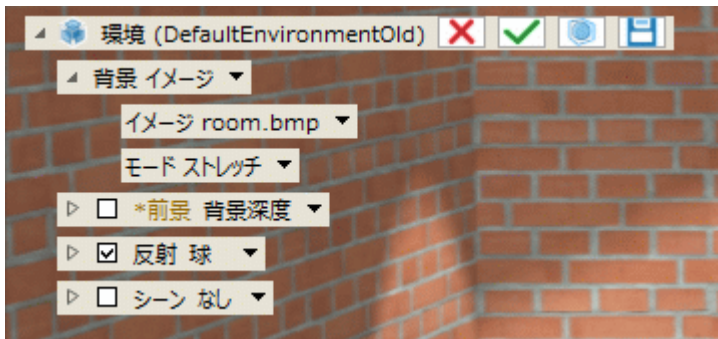 環境 (DefaultEnvironmentOld)
背景 イメージ
イメージ room.bmp
モード ストレッチ
*前景 背景深度
反射 球
シーン なし